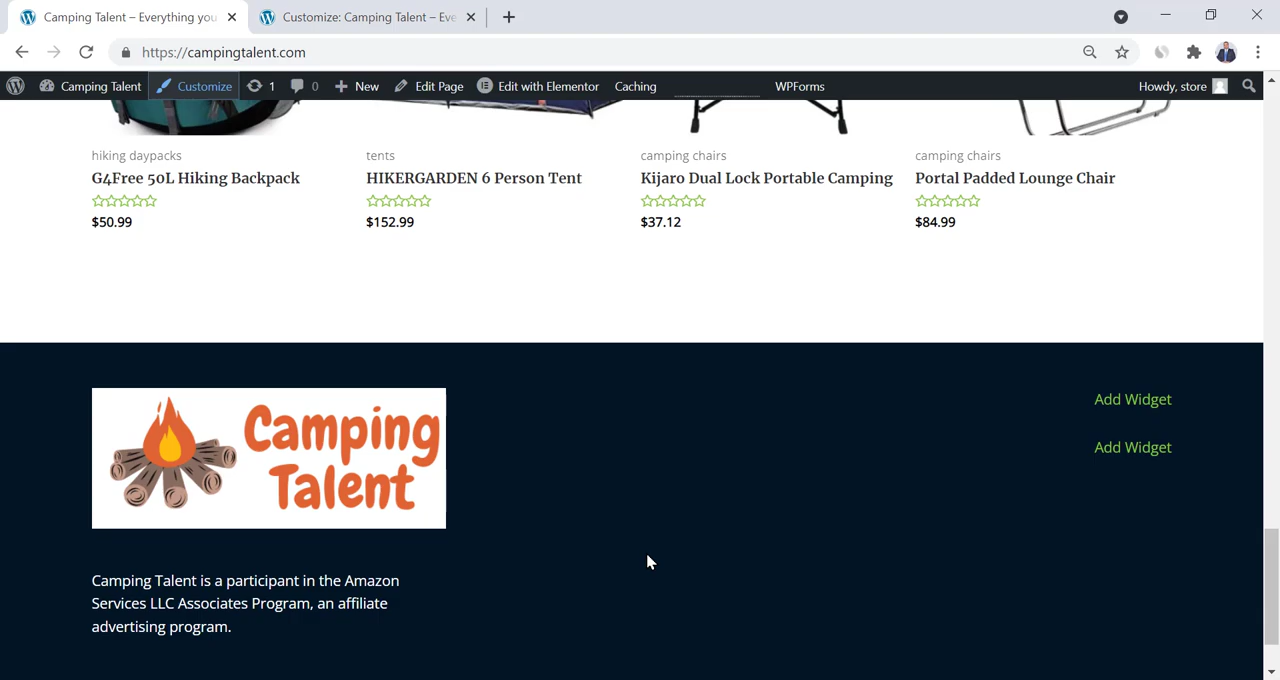 Camping Talent – Everything you
Customize: Camping Talent – Eve
https://campingtalent.com
Camping Talent
Customize
1
0
New
Edit Page
Edit with Elementor
Caching
WPForms
Howdy, store
hiking daypacks
G4Free 50L Hiking Backpack
$50.99
tents
HIKERGARDEN 6 Person Tent
$152.99
camping chairs
Kijaro Dual Lock Portable Camping
$37.12
camping chairs
Portal Padded Lounge Chair
$84.99
Camping
Talent
Add Widget
Add Widget
Camping Talent is a participant in the Amazon
Services LLC Associates Program, an affiliate
advertising program.